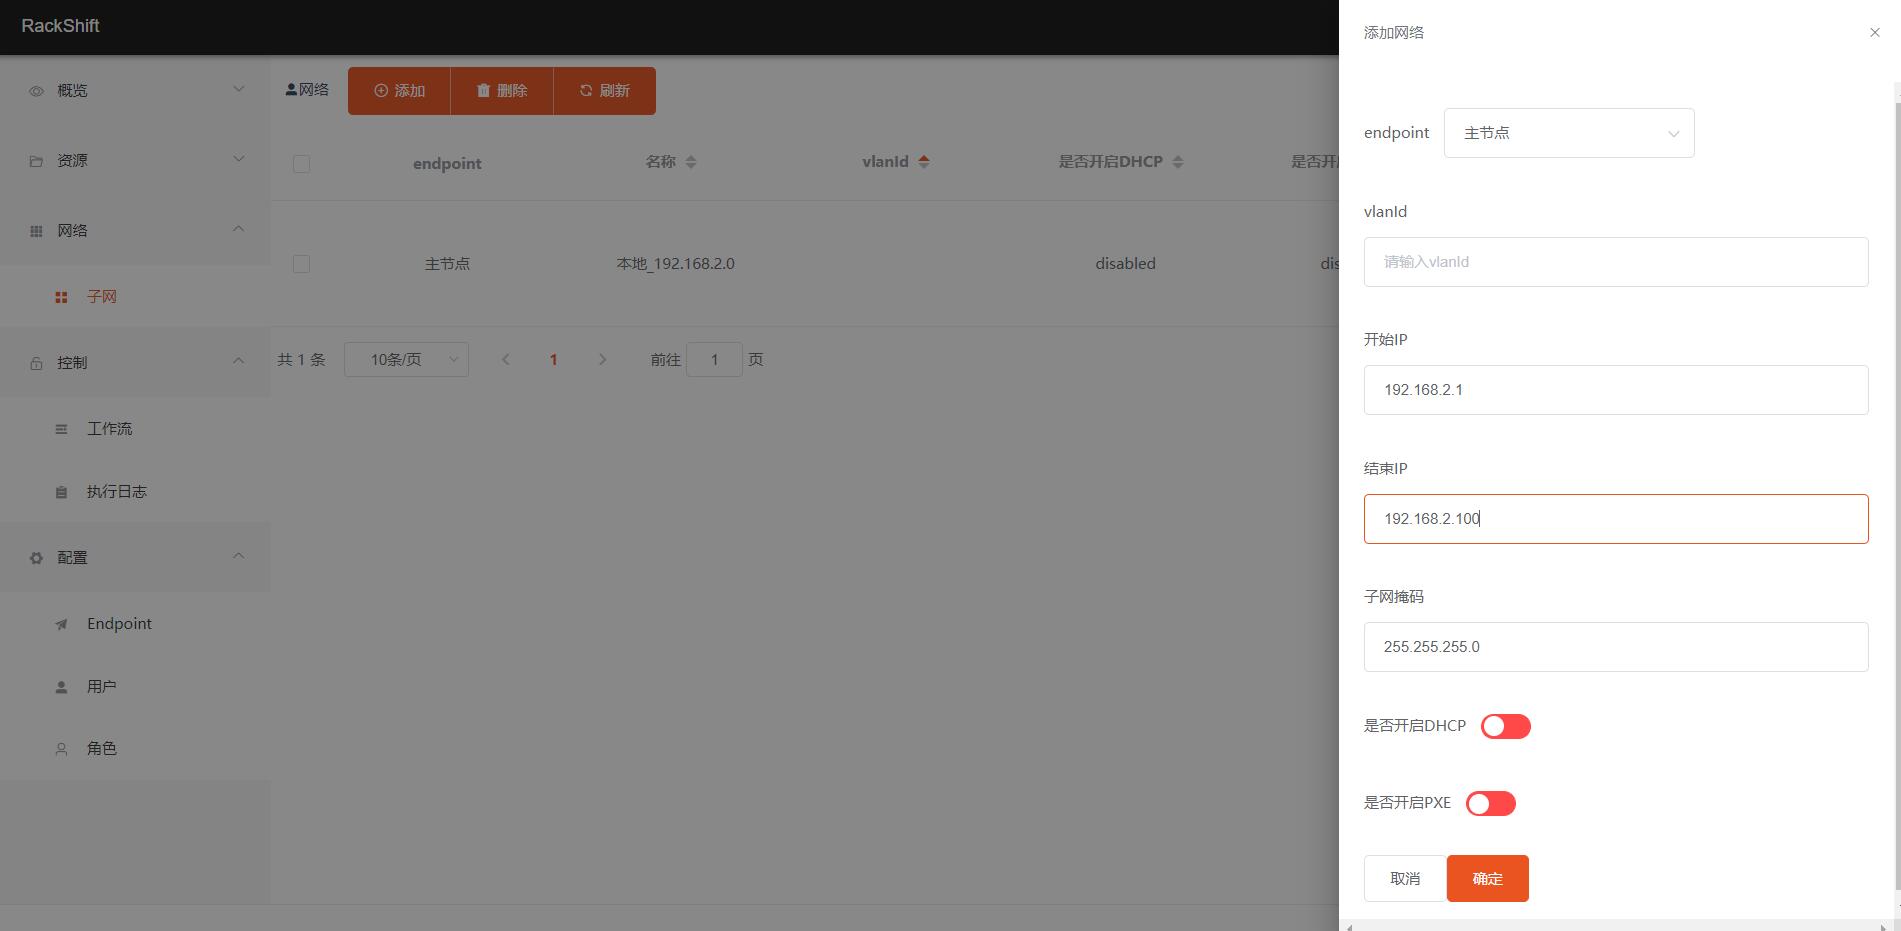 RackShift
概览
资源
网络
子网
控制
工作流
执行日志
配置
Endpoint
用户
角色
网络 添加 删除 刷新
endpoint 名称 vlanId 是否开启DHCP 是否开
主节点 本地_192.168.2.0 disabled dis
共 1 条 10条/页 1 前往 1 页
添加网络
endpoint 主节点
vlanId
请输入vlanId
开始IP
192.168.2.1
结束IP
192.168.2.100
子网掩码
255.255.255.0
是否开启DHCP
是否开启PXE
取消 确定